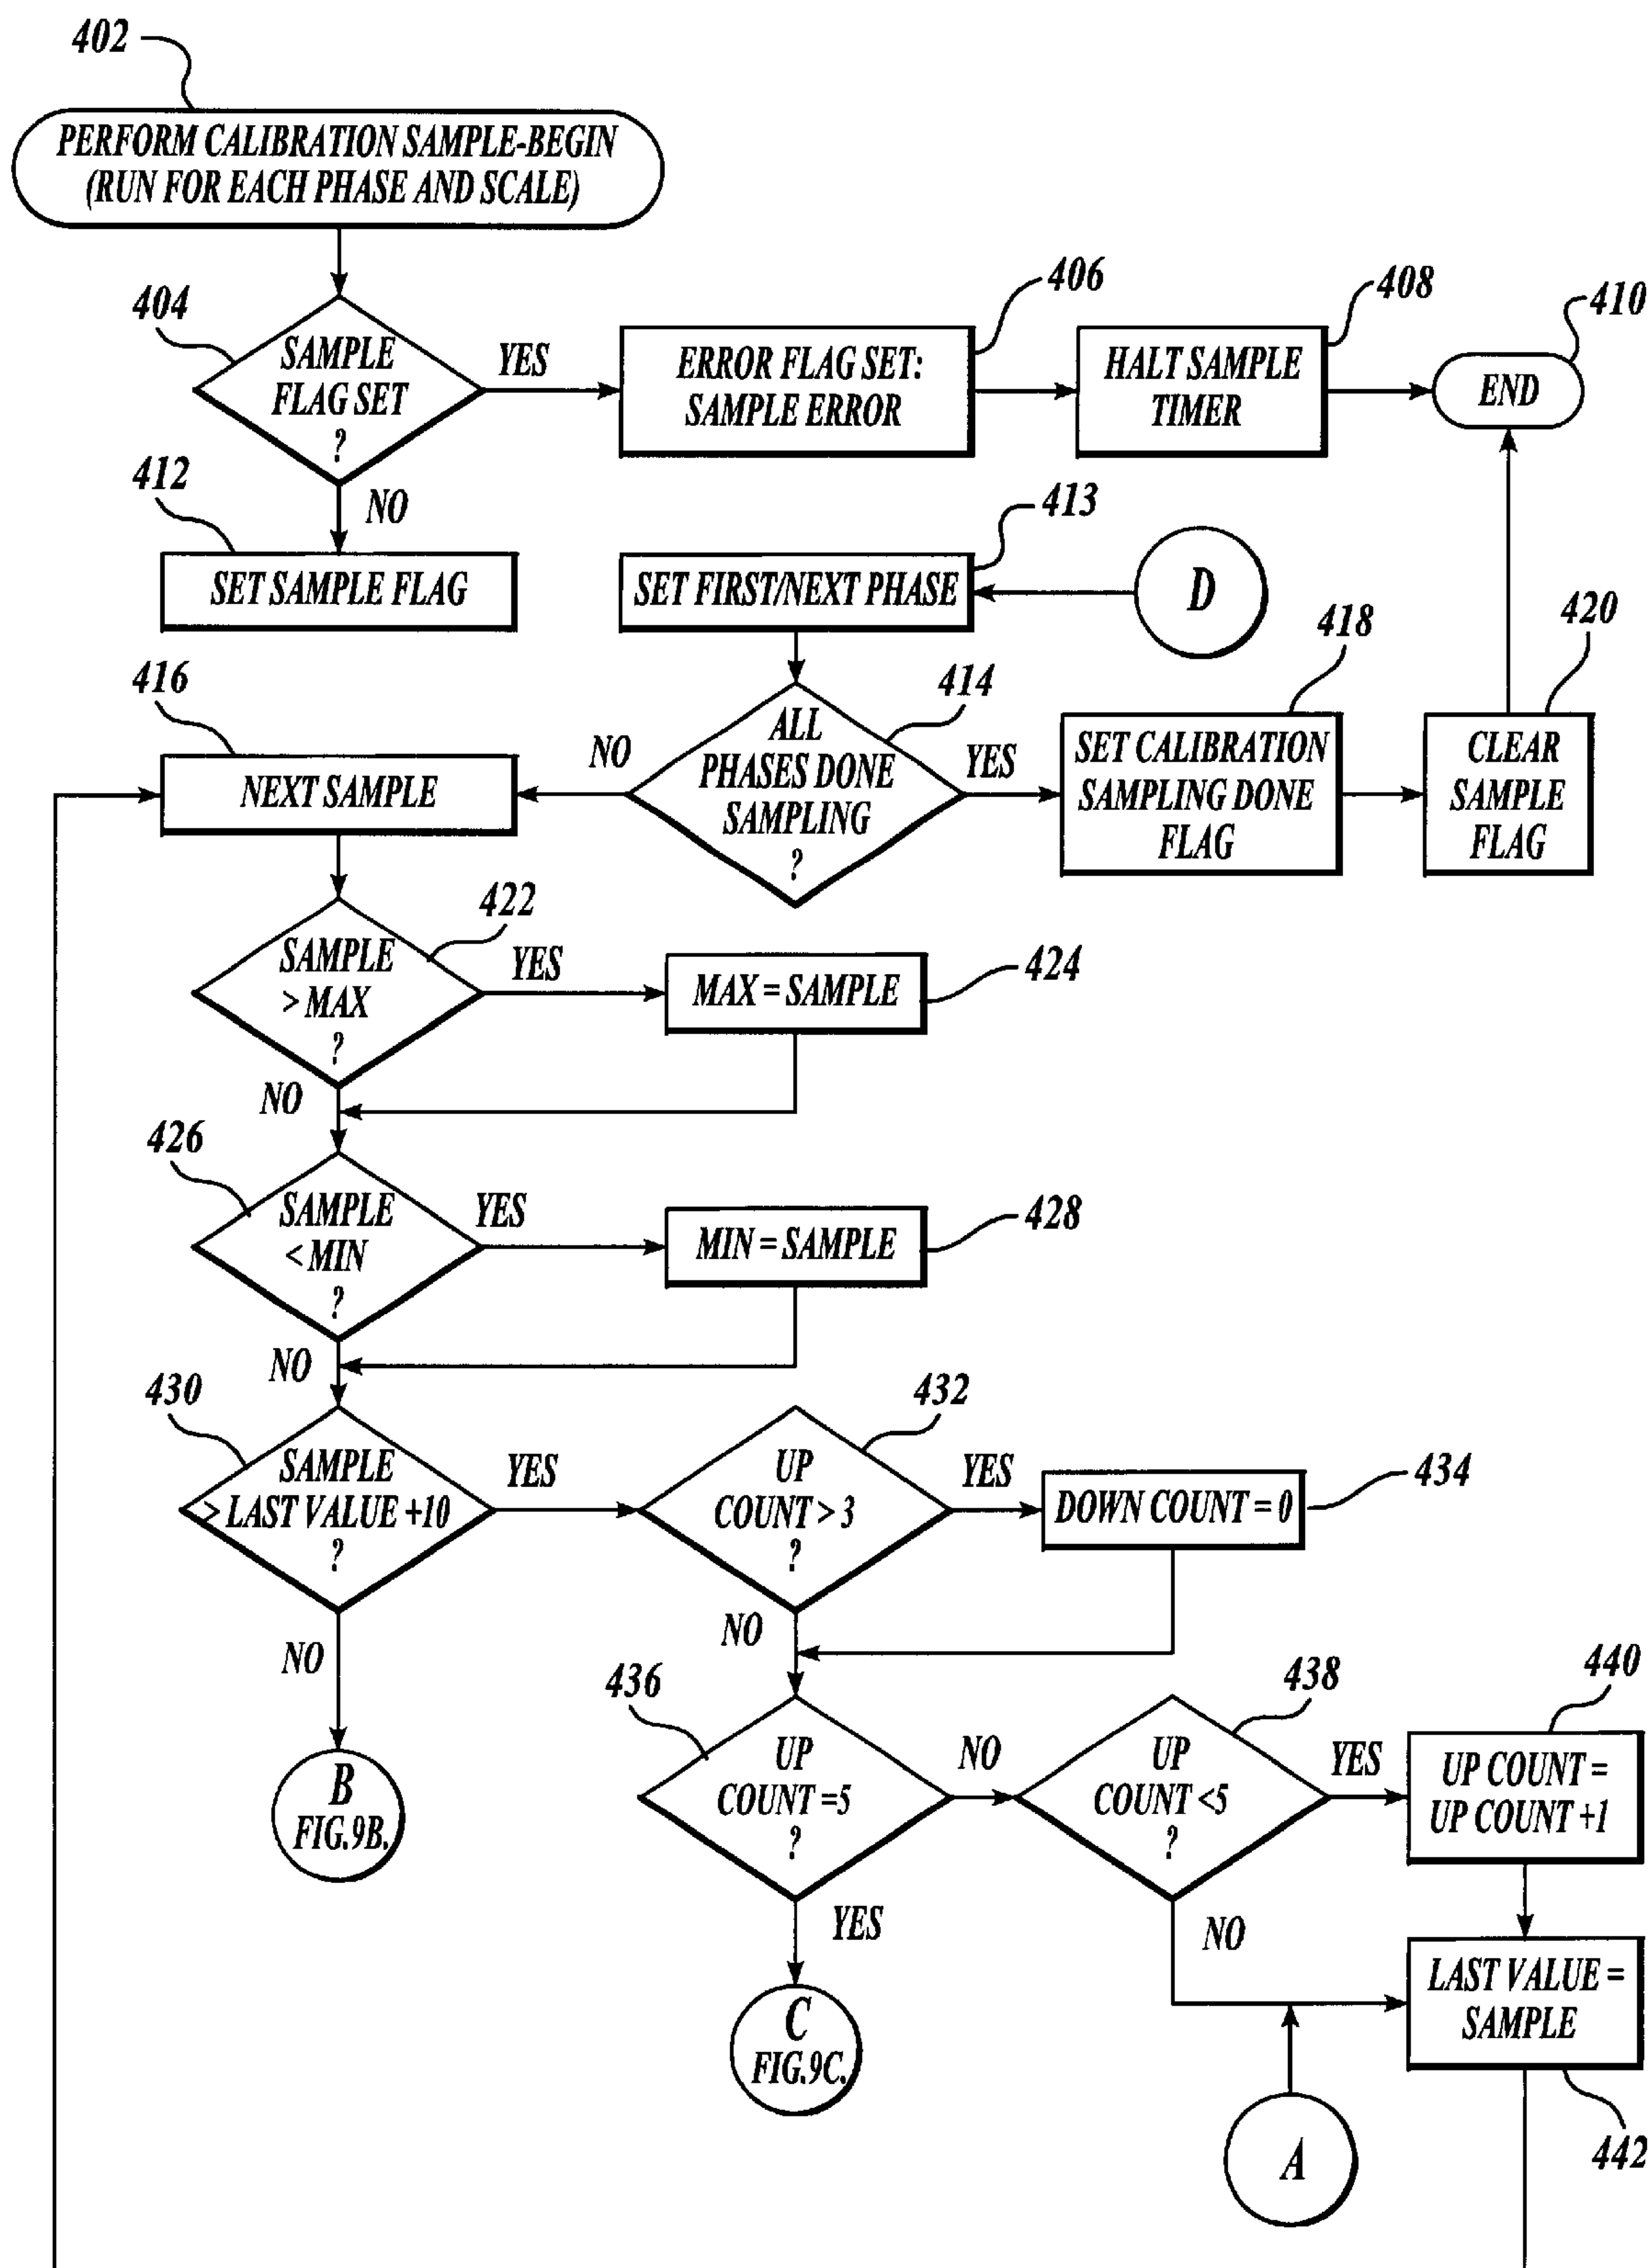 402
PERFORM CALIBRATION SAMPLE-BEGIN
(RUN FOR EACH PHASE AND SCALE)
404
SAMPLE
FLAG SET
?
YES
406
ERROR FLAG SET:
SAMPLE ERROR
408
HALT SAMPLE
TIMER
410
END
NO
412
SET SAMPLE FLAG
413
SET FIRST/NEXT PHASE
D
414
ALL
PHASES DONE
SAMPLING
?
NO
YES
416
NEXT SAMPLE
418
SET CALIBRATION
SAMPLING DONE
FLAG
420
CLEAR
SAMPLE
FLAG
422
SAMPLE
> MAX
?
YES
424
MAX = SAMPLE
NO
426
SAMPLE
< MIN
?
YES
428
MIN = SAMPLE
NO
430
SAMPLE
> LAST VALUE +10
?
YES
432
UP
COUNT > 3
?
YES
434
DOWN COUNT = 0
NO
NO
B
FIG.9B.
436
UP
COUNT =5
?
NO
438
UP
COUNT <5
?
YES
440
UP COUNT =
UP COUNT +1
YES
C
FIG.9C.
NO
LAST VALUE =
SAMPLE
442
A